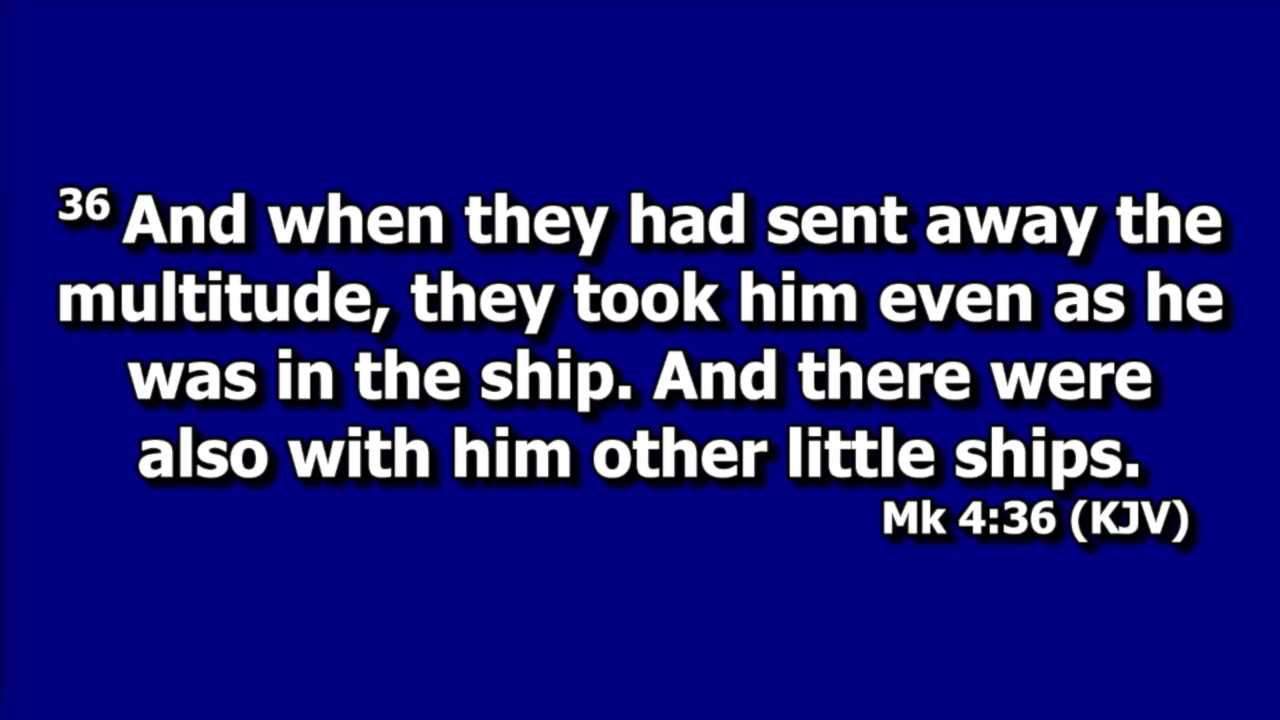 36 And when they had sent away the
multitude, they took him even as he
was in the ship. And there were
also with him other little ships.
Mk 4:36 (KJV)